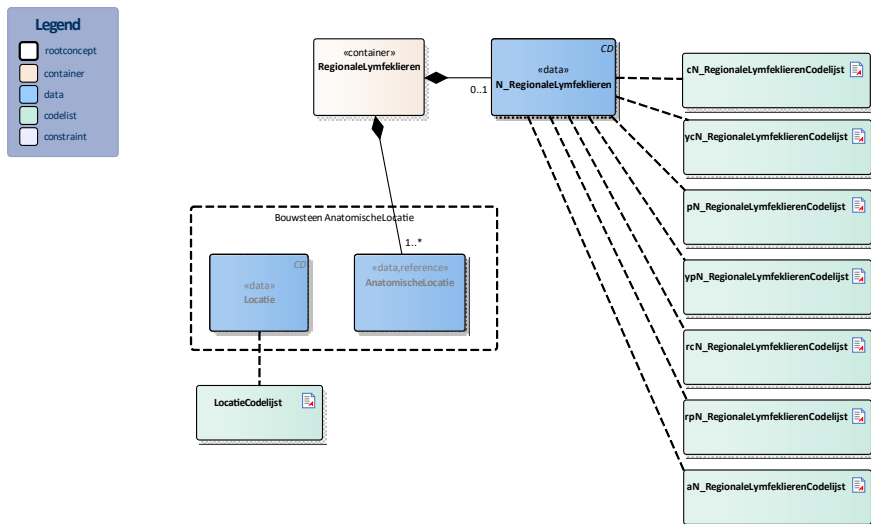 Legend
rootconcept
container
data
codelist
constraint
«container»
RegionaleLymfeklieren
CD
«data»
N_RegionaleLymfeklieren
0..1
cN_RegionaleLymfeklierenCodelijst
ycN_RegionaleLymfeklierenCodelijst
pN_RegionaleLymfeklierenCodelijst
ypN_RegionaleLymfeklierenCodelijst
rcN_RegionaleLymfeklierenCodelijst
rpN_RegionaleLymfeklierenCodelijst
aN_RegionaleLymfeklierenCodelijst
Bouwsteen AnatomischeLocatie
1..*
CD
«data»
Locatie
«data,reference»
AnatomischeLocatie
LocatieCodelijst